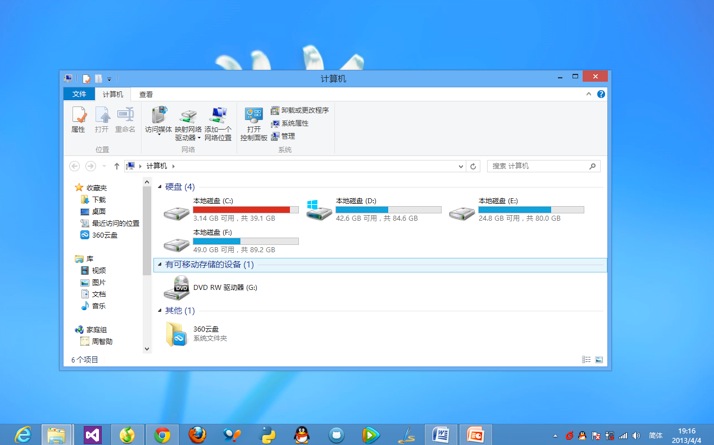 计算机
文件 计算机 查看
属性 打开 重命名 访问媒体 映射网络驱动器 添加一个网络位置 打开控制面板 卸载或更改程序
系统属性
管理
位置 网络 系统
计算机 搜索 计算机
收藏夹
下载
桌面
最近访问的位置
360云盘
库
视频
图片
文档
音乐
家庭组
周智勋
硬盘 (4)
本地磁盘 (C:)
3.14 GB 可用，共 39.1 GB
本地磁盘 (D:)
42.6 GB 可用，共 84.6 GB
本地磁盘 (E:)
24.8 GB 可用，共 80.0 GB
本地磁盘 (F:)
49.0 GB 可用，共 89.2 GB
有可移动存储的设备 (1)
DVD
DVD RW 驱动器 (G:)
其他 (1)
360云盘
系统文件夹
6 个项目
简体
19:16
2013/4/4